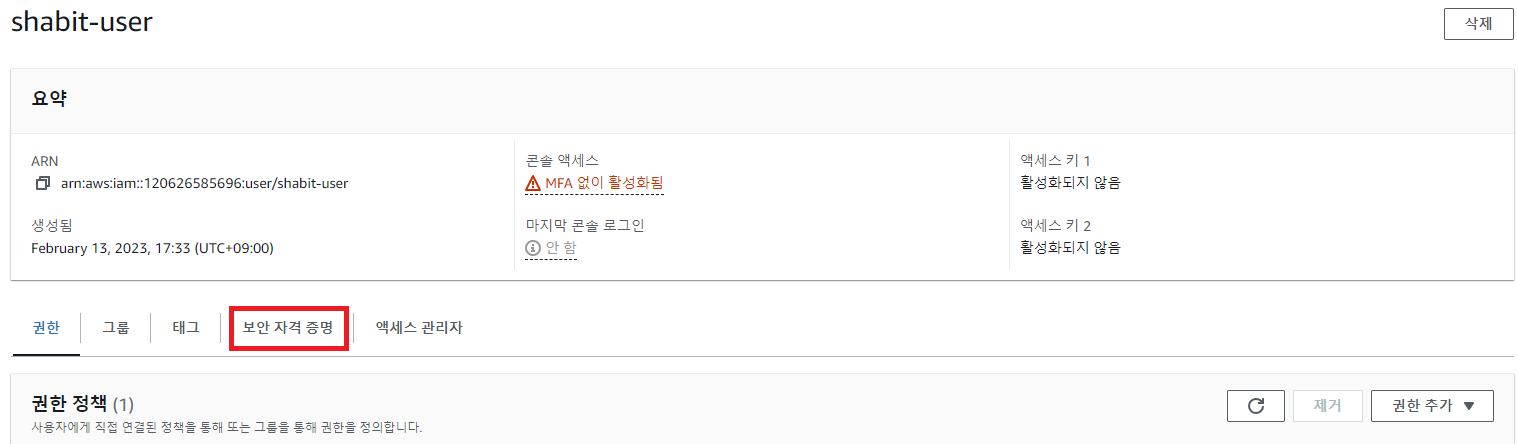 shabit-user
삭제
요약
ARN
arn:aws:iam::120626585696:user/shabit-user
생성됨
February 13, 2023, 17:33 (UTC+09:00)
콘솔 액세스
MFA 없이 활성화됨
마지막 콘솔 로그인
안 함
액세스 키 1
활성화되지 않음
액세스 키 2
활성화되지 않음
권한
그룹
태그
보안 자격 증명
액세스 관리자
권한 정책 (1)
사용자에게 직접 연결된 정책을 통해 또는 그룹을 통해 권한을 정의합니다.
제거
권한 추가